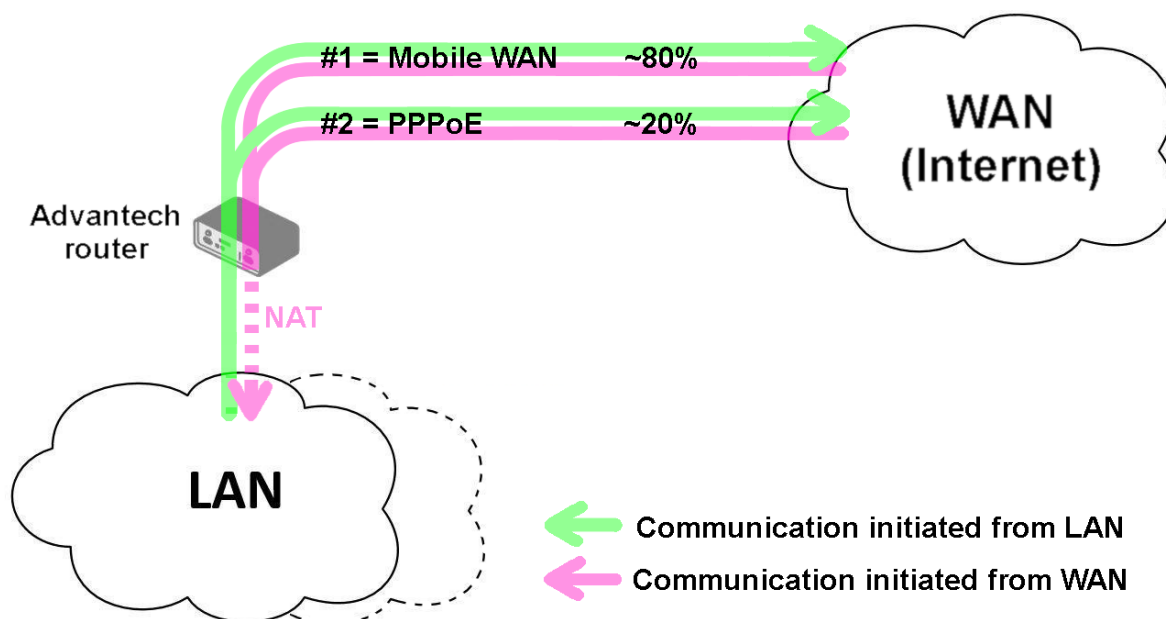 #1 = Mobile WAN ~80%
#2 = PPPoE ~20%
WAN
(Internet)
Advantech
router
NAT
LAN
Communication initiated from LAN
Communication initiated from WAN